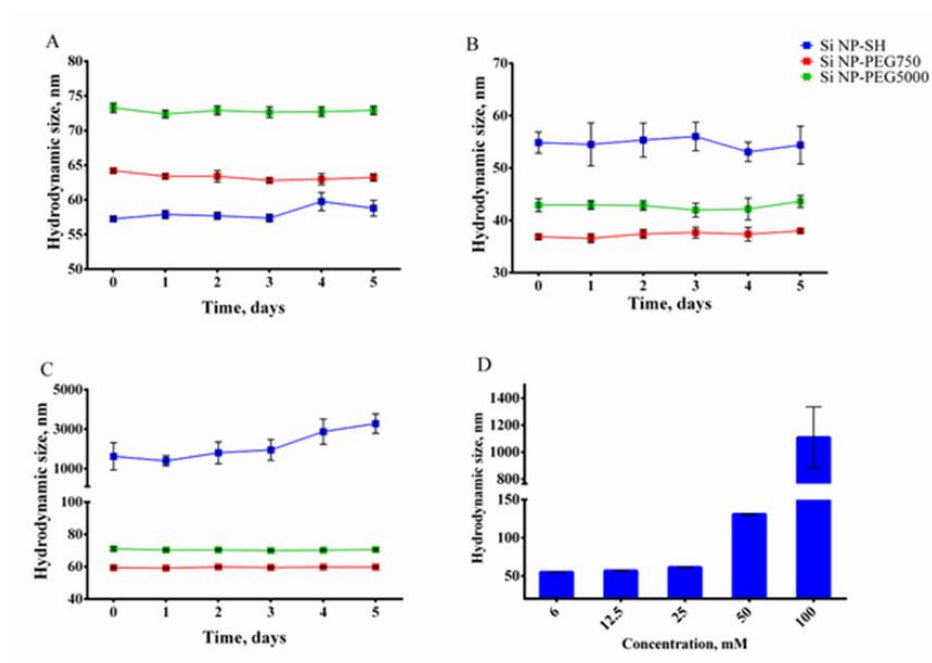 A
Hydrodynamic size, nm
80
75
70
65
60
55
50
0 1 2 3 4 5
Time, days
B
Si NP-SH
Si NP-PEG750
Si NP-PEG5000
Hydrodynamic size, nm
70
60
50
40
30
0 1 2 3 4 5
Time, days
C
Hydrodynamic size, nm
5000
3000
1000
100
80
60
40
0 1 2 3 4 5
Time, days
D
Hydrodynamic size, nm
1400
1200
1000
800
150
100
50
6 12.5 25 50 100
Concentration, mM